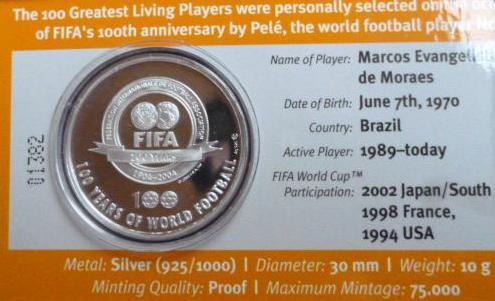 The 100 Greatest Living Players were personally selected on the
of FIFA's 100th anniversary by Pelé, the world football player
Name of Player: Marcos
de Moraes
Date of Birth: June 7th, 1970
Country: Brazil
Active Player: 1989–today
FIFA World Cup™
Participation: 2002 Japan/South
1998 France,
1994 USA
01382
FIFA
1904-2004
100
100 YEARS OF WORLD FOOTBALL
Metal: Silver (925/1000) | Diameter: 30 mm | Weight: 10 g
Minting Quality: Proof | Maximum Mintage: 75.000